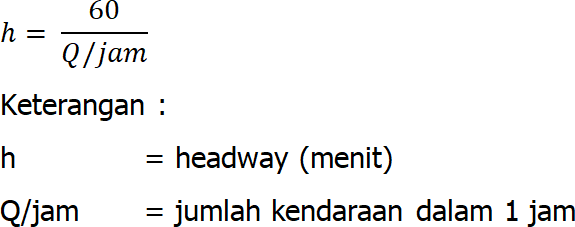 h = 60 / Q/jam
Keterangan :
h = headway (menit)
Q/jam = jumlah kendaraan dalam 1 jam